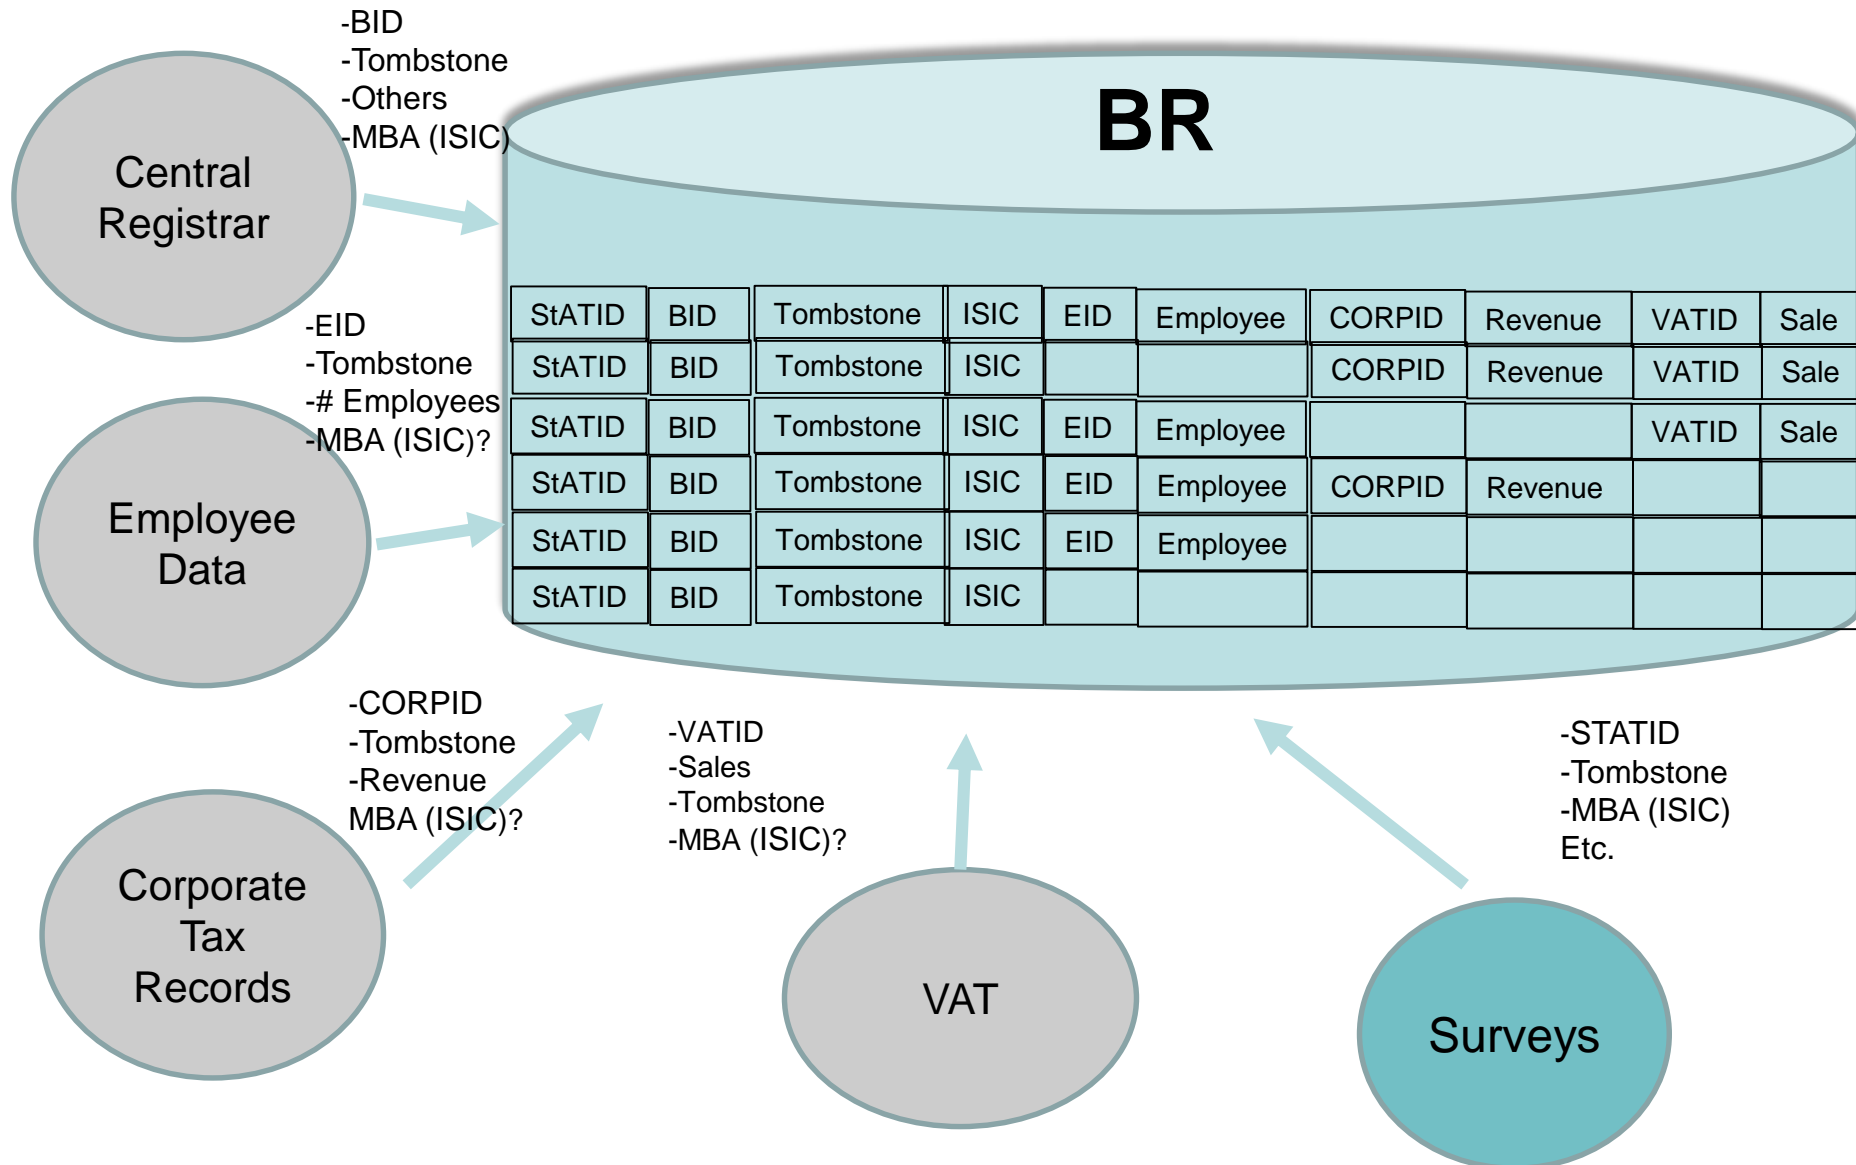 -BID
-Tombstone
-Others
-MBA (ISIC)
BR
Central
Registrar
StATID BID Tombstone ISIC EID Employee CORPID Revenue VATID Sale
StATID BID Tombstone ISIC CORPID Revenue VATID Sale
StATID BID Tombstone ISIC EID Employee VATID Sale
StATID BID Tombstone ISIC EID Employee CORPID Revenue
StATID BID Tombstone ISIC EID Employee
StATID BID Tombstone ISIC
-EID
-Tombstone
-# Employees
-MBA (ISIC)?
Employee
Data
-CORPID
-Tombstone
-Revenue
MBA (ISIC)?
Corporate
Tax
Records
-VATID
-Sales
-Tombstone
-MBA (ISIC)?
VAT
-STATID
-Tombstone
-MBA (ISIC)
Etc.
Surveys